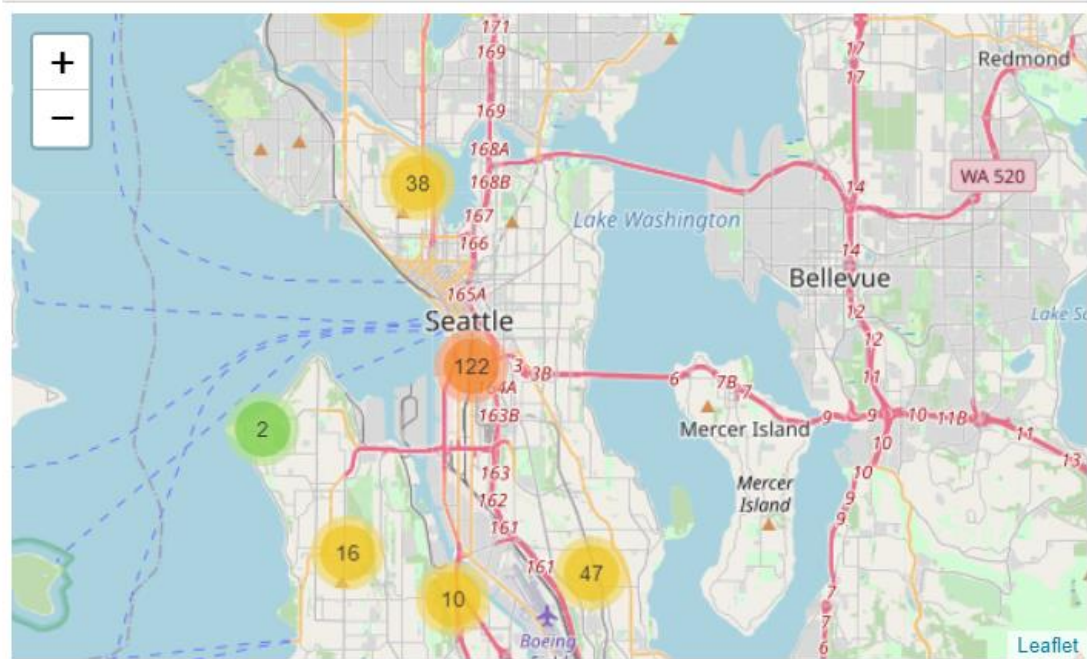 +
−
171
169
169
168A
168B
167
166
165A
Seattle
38
122
3
3B
164A
163B
163
162
161
161
2
16
10
47
Boeing
Lake Washington
6
7B
7
Mercer Island
Mercer
Island
9
9
10
11B
11
13
10
10
9
9
7
7
6
17
17
14
14
Bellevue
12
12
11
WA 520
Redmond
Leaflet